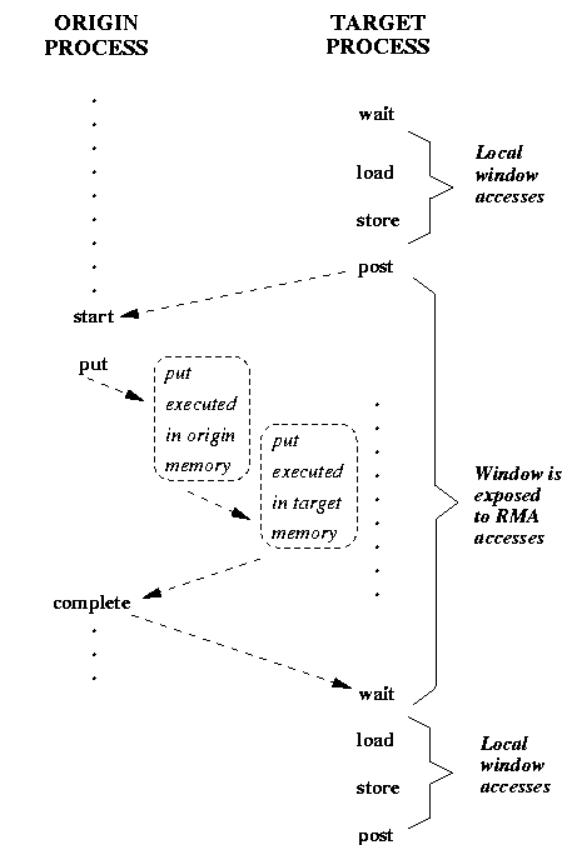 ORIGIN
PROCESS
TARGET
PROCESS
wait
load
store
Local
window
accesses
post
start
put
put
executed
in origin
memory
put
executed
in target
memory
Window is
exposed
to RMA
accesses
complete
wait
load
store
Local
window
accesses
post